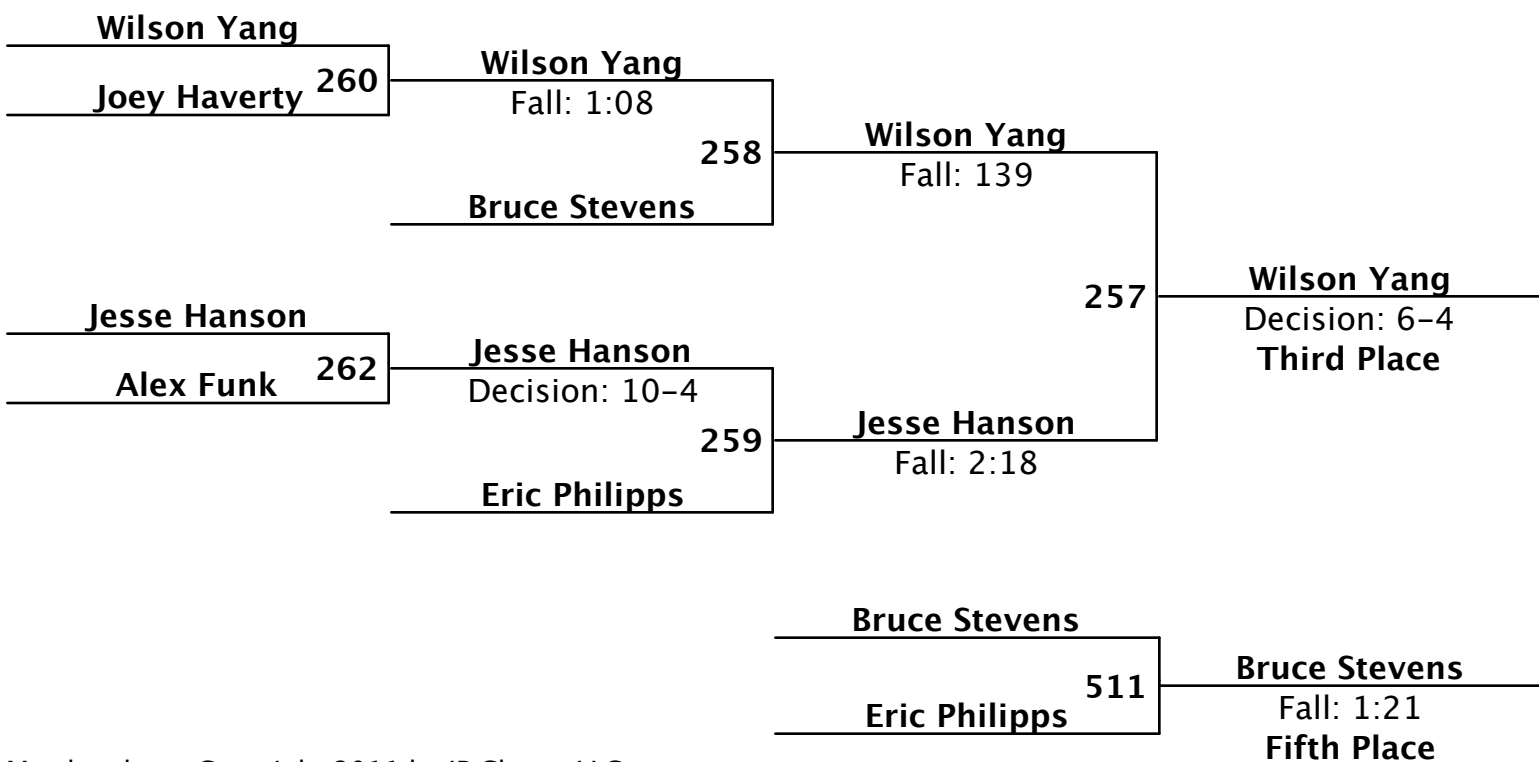 Wilson Yang
Joey Haverty
260
Wilson Yang
Fall: 1:08
258
Bruce Stevens
Wilson Yang
Fall: 139
Jesse Hanson
Alex Funk
262
Jesse Hanson
Decision: 10-4
259
Eric Philipps
Jesse Hanson
Fall: 2:18
257
Wilson Yang
Decision: 6-4
Third Place
Bruce Stevens
Eric Philipps
511
Bruce Stevens
Fall: 1:21
Fifth Place